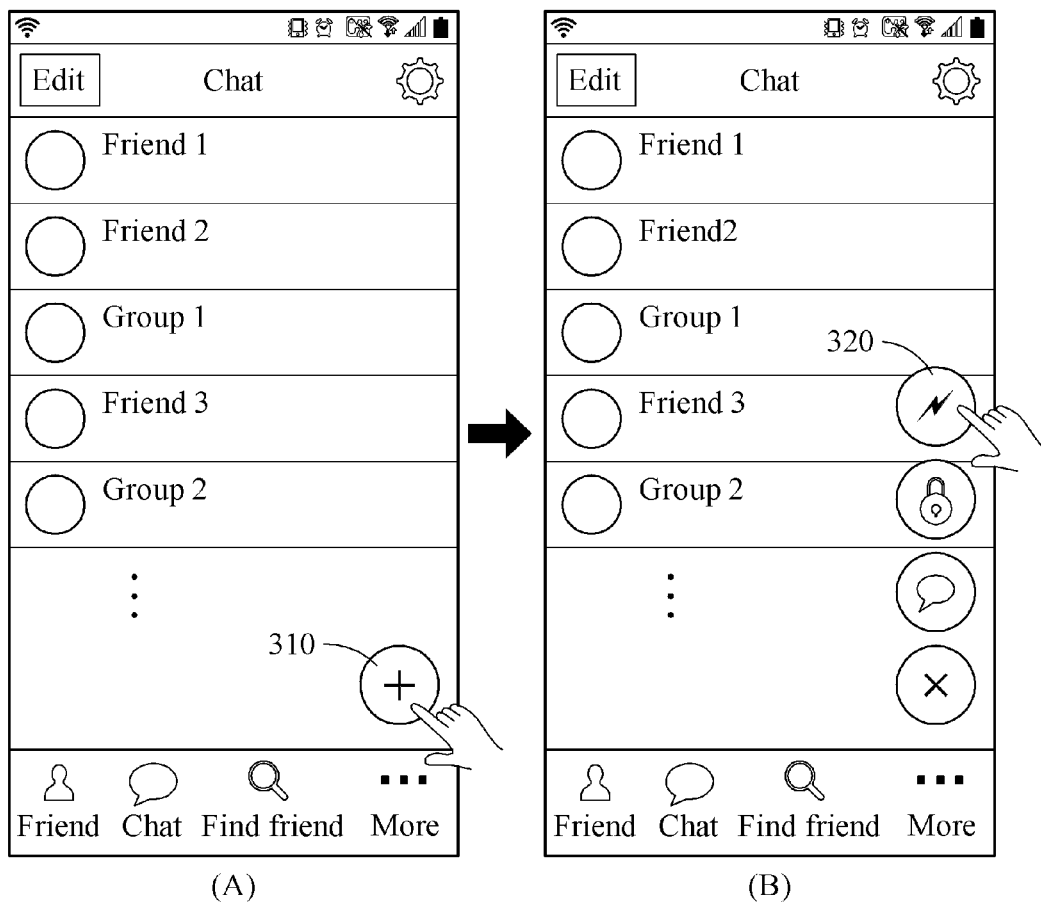 Edit Chat
Friend 1
Friend 2
Group 1
Friend 3
Group 2
310
Friend Chat Find friend More
(A)
Edit Chat
Friend 1
Friend2
Group 1
320
Friend 3
Group 2
Friend Chat Find friend More
(B)